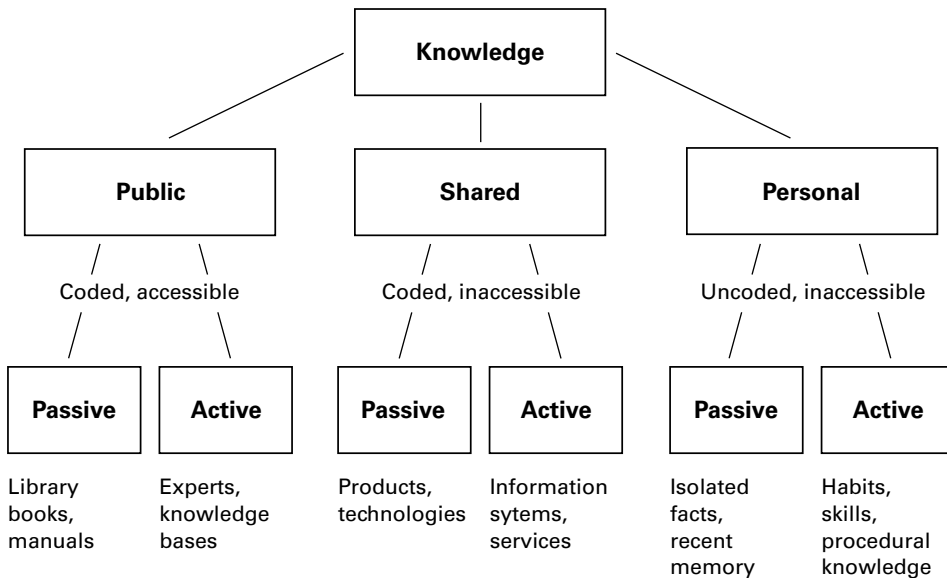 Knowledge
Public
Shared
Personal
Coded, accessible
Coded, inaccessible
Uncoded, inaccessible
Passive
Active
Passive
Active
Passive
Active
Library
books,
manuals
Experts,
knowledge
bases
Products,
technologies
Information
sytems,
services
Isolated
facts,
recent
memory
Habits,
skills,
procedural
knowledge